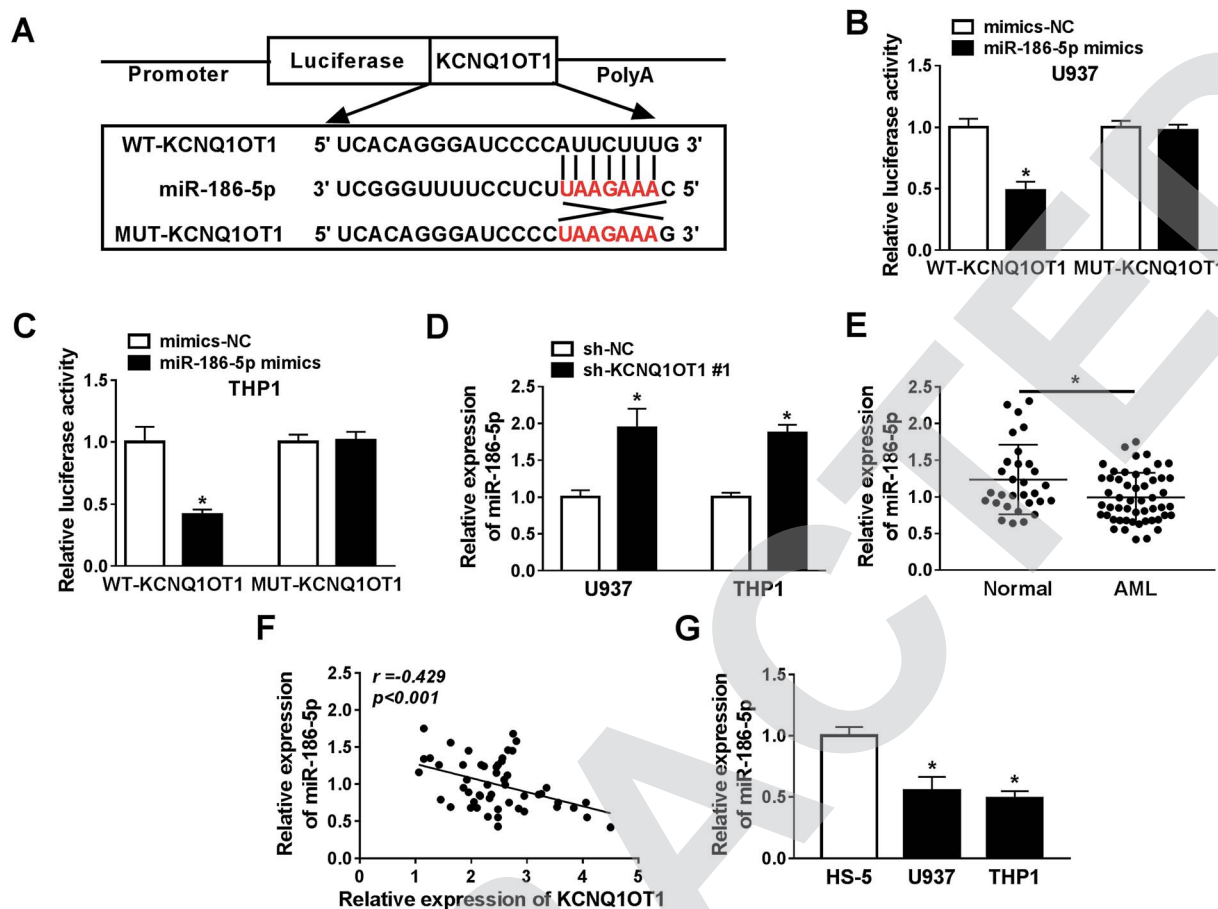 A
Luciferase KCNQ1OT1
Promoter PolyA
WT-KCNQ1OT1 5' UCACAGGGAUCCCCAUUCUUUG 3'
miR-186-5p 3' UCGGGUUUUCCUCUUAAGAAAC 5'
MUT-KCNQ1OT1 5' UCACAGGGAUCCCCUAAGAAAG 3'
B
mimics-NC
miR-186-5p mimics
U937
Relative luciferase activity
1.5
1.0
0.5
0.0
*
WT-KCNQ1OT1 MUT-KCNQ1OT1
C
mimics-NC
miR-186-5p mimics
THP1
Relative luciferase activity
1.5
1.0
0.5
0.0
*
WT-KCNQ1OT1 MUT-KCNQ1OT1
D
sh-NC
sh-KCNQ1OT1 #1
Relative expression
of miR-186-5p
2.5
2.0
1.5
1.0
0.5
0.0
* *
U937 THP1
E
Relative expression
of miR-186-5p
2.5
2.0
1.5
1.0
0.5
0.0
*
Normal AML
F
r =-0.429
p<0.001
Relative expression
of miR-186-5p
2.5
2.0
1.5
1.0
0.5
0.0
0 1 2 3 4 5
Relative expression of KCNQ1OT1
G
Relative expression
of miR-186-5p
1.5
1.0
0.5
0.0
* *
HS-5 U937 THP1